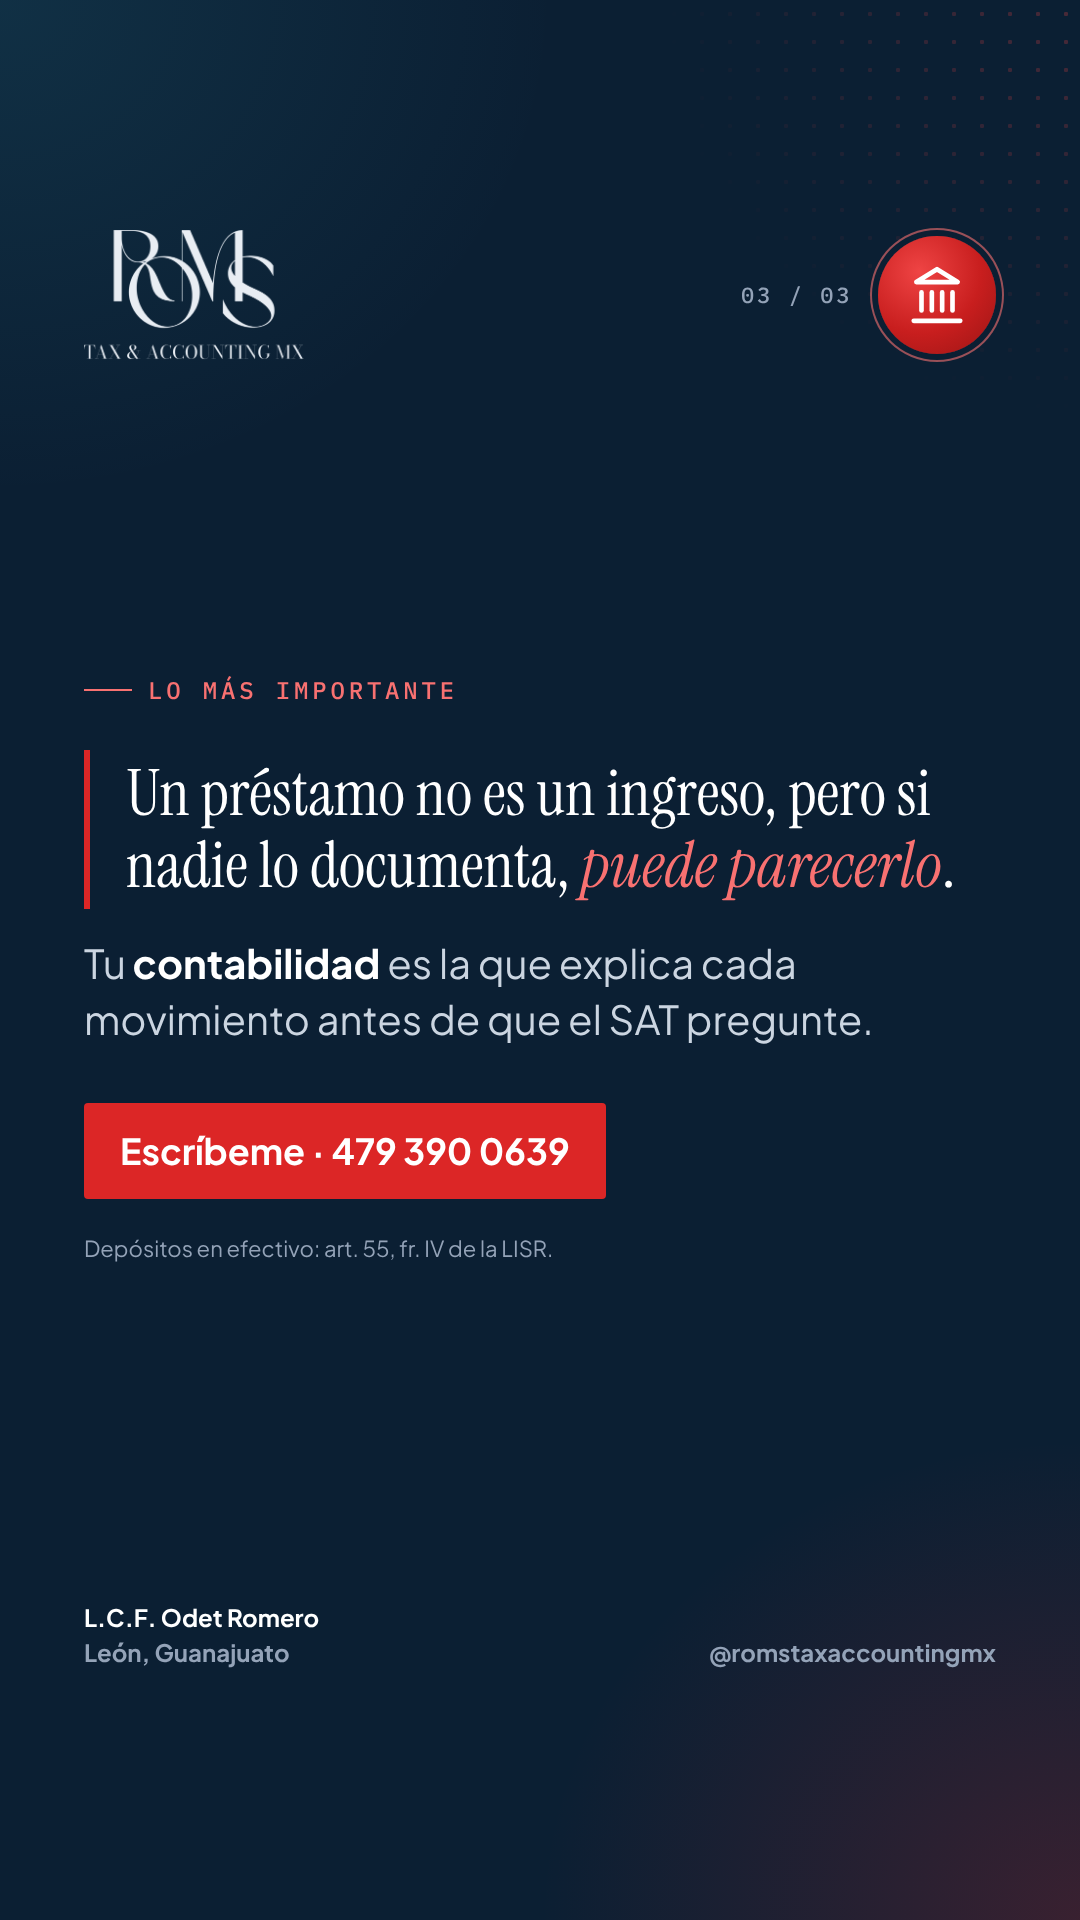 ROMS
TAX & ACCOUNTING MX
03 / 03
LO MÁS IMPORTANTE
Un préstamo no es un ingreso, pero si
nadie lo documenta, puede parecerlo.
Tu contabilidad es la que explica cada
movimiento antes de que el SAT pregunte.
Escríbeme · 479 390 0639
Depósitos en efectivo: art. 55, fr. IV de la LISR.
L.C.F. Odet Romero
León, Guanajuato
@romstaxaccountingmx